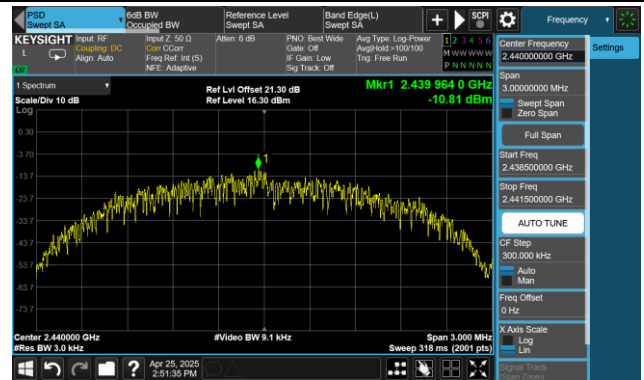 PSD
Swept SA
6dB BW
Occupied BW
Reference Level
Swept SA
Band Edge(L)
Swept SA
SCPI
Frequency
KEYSIGHT
L
Input: RF
Coupling: DC
Align: Auto
Input Z: 50 Ω
Corr CCorr
Freq Ref: Int (S)
NFE: Adaptive
Atten: 6 dB
PNO: Best Wide
Gate: Off
IF Gain: Low
Sig Track: Off
Avg Type: Log-Power
Avg|Hold:>100/100
Trig: Free Run
1 2 3 4 5 6
M W W W W W
P N N N N N
1 Spectrum
Scale/Div 10 dB
Log
Ref Lvl Offset 21.30 dB
Ref Level 16.30 dBm
Mkr1 2.439 964 0 GHz
-10.81 dBm
6.30
-3.70
-13.7
-23.7
-33.7
-43.7
-53.7
-63.7
-73.7
1
Center 2.440000 GHz
#Res BW 3.0 kHz
#Video BW 9.1 kHz
Span 3.000 MHz
Sweep 318 ms (2001 pts)
Apr 25, 2025
2:51:35 PM
Center Frequency
2.440000000 GHz
Settings
Span
3.00000000 MHz
Swept Span
Zero Span
Full Span
Start Freq
2.438500000 GHz
Stop Freq
2.441500000 GHz
AUTO TUNE
CF Step
300.000 kHz
Auto
Man
Freq Offset
0 Hz
X Axis Scale
Log
Lin
Signal Track
(Span Zoom)